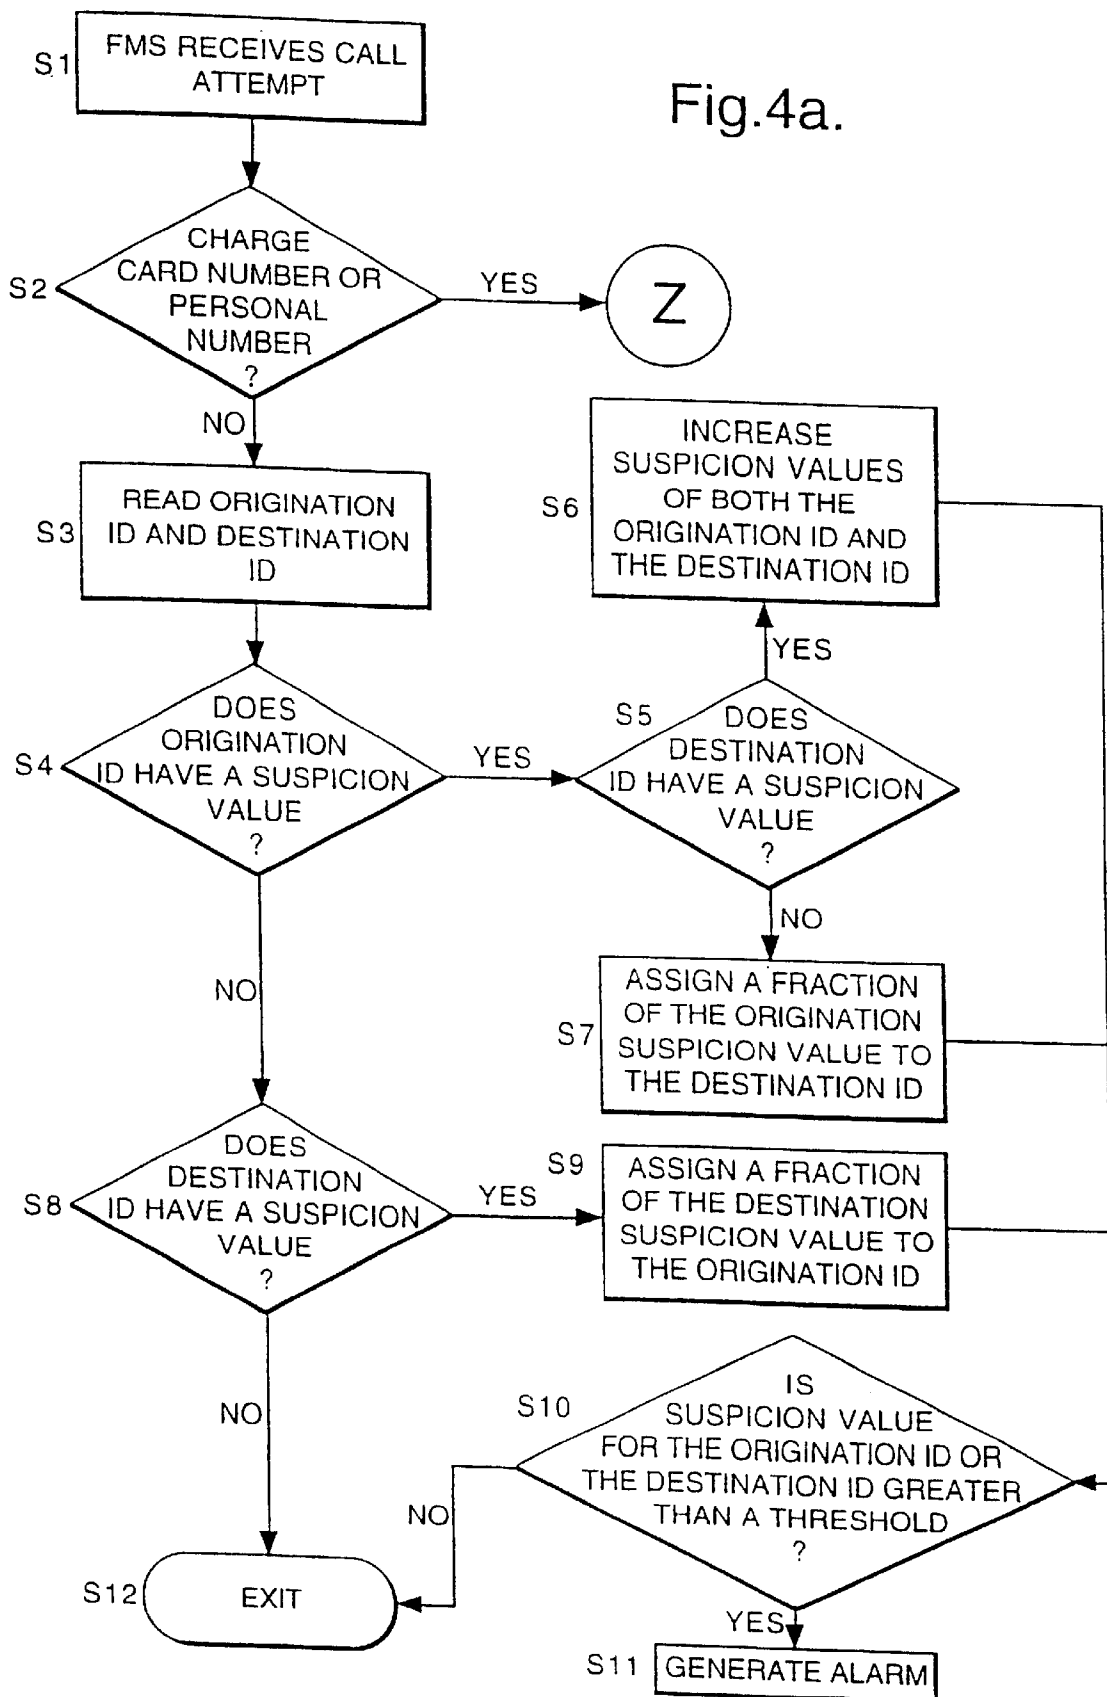 Fig.4a.
S1
FMS RECEIVES CALL
ATTEMPT
S2
CHARGE
CARD NUMBER OR
PERSONAL
NUMBER
?
YES
Z
NO
S3
READ ORIGINATION
ID AND DESTINATION
ID
S6
INCREASE
SUSPICION VALUES
OF BOTH THE
ORIGINATION ID AND
THE DESTINATION ID
YES
S4
DOES
ORIGINATION
ID HAVE A SUSPICION
VALUE
?
YES
S5
DOES
DESTINATION
ID HAVE A SUSPICION
VALUE
?
NO
NO
S7
ASSIGN A FRACTION
OF THE ORIGINATION
SUSPICION VALUE TO
THE DESTINATION ID
S8
DOES
DESTINATION
ID HAVE A SUSPICION
VALUE
?
YES
S9
ASSIGN A FRACTION
OF THE DESTINATION
SUSPICION VALUE TO
THE ORIGINATION ID
NO
S10
IS
SUSPICION VALUE
FOR THE ORIGINATION ID OR
THE DESTINATION ID GREATER
THAN A THRESHOLD
?
NO
S12
EXIT
YES
S11
GENERATE ALARM